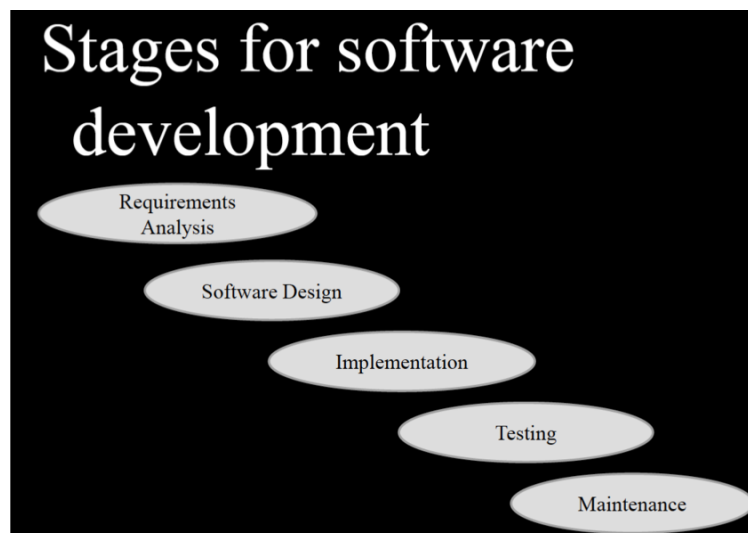 Stages for software
development
Requirements
Analysis
Software Design
Implementation
Testing
Maintenance